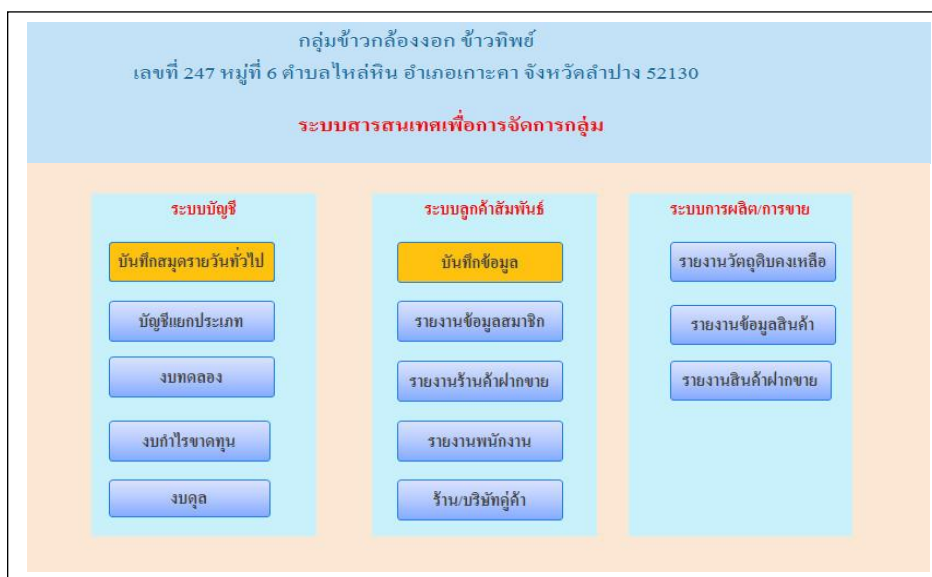 กลุ่มข้าวกล้องงอก ข้าวทิพย์
เลขที่ 247 หมู่ที่ 6 ตำบลไหล่หิน อำเภอเกาะคา จังหวัดลำปาง 52130
ระบบสารสนเทศเพื่อการจัดการกลุ่ม
ระบบบัญชี
บันทึกสมุดรายวันทั่วไป
บัญชีแยกประเภท
งบทดลอง
งบกำไรขาดทุน
งบดุล
ระบบลูกค้าสัมพันธ์
บันทึกข้อมูล
รายงานข้อมูลสมาชิก
รายงานร้านค้าฝากขาย
รายงานพนักงาน
ร้าน/บริษัทคู่ค้า
ระบบการผลิต/การขาย
รายงานวัตถุดิบคงเหลือ
รายงานข้อมูลสินค้า
รายงานสินค้าฝากขาย